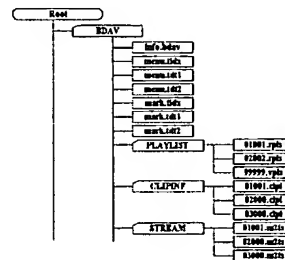 Root
BDAV
info.bdav
menu.tidx
menu.tdt1
menu.tdt2
mark.tidx
mark.tdt1
mark.tdt2
PLAYLIST
01001.rpls
02002.rpls
99999.vpls
CLIPINF
01001.clpi
02000.clpi
03000.clpi
STREAM
01001.m2ts
02000.m2ts
03000.m2ts